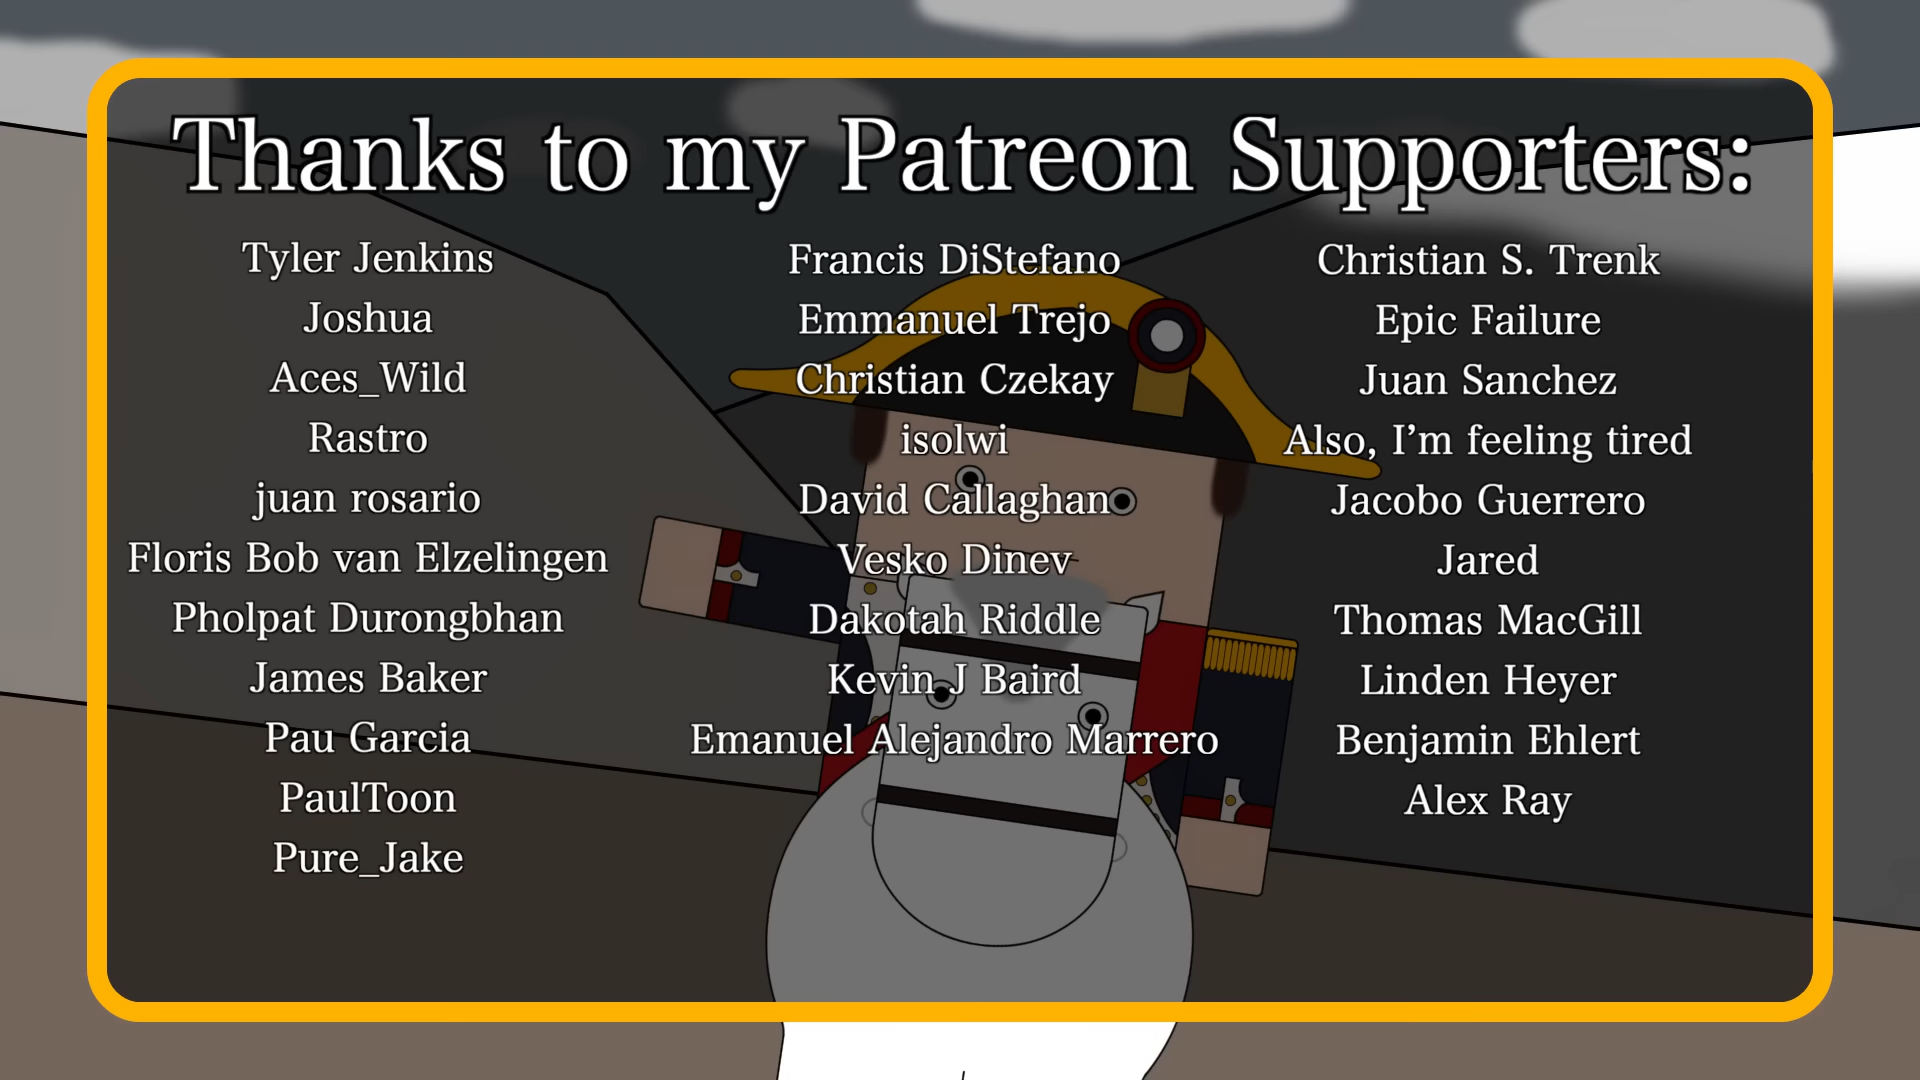 Thanks to my Patreon Supporters:
Tyler Jenkins
Joshua
Aces_Wild
Rastro
juan rosario
Floris Bob van Elzelingen
Pholpat Durongbhan
James Baker
Pau Garcia
PaulToon
Pure_Jake
Francis DiStefano
Emmanuel Trejo
Christian Czekay
isolwi
David Callaghan
Vesko Dinev
Dakotah Riddle
Kevin J Baird
Emanuel Alejandro Marrero
Christian S. Trenk
Epic Failure
Juan Sanchez
Also, I’m feeling tired
Jacobo Guerrero
Jared
Thomas MacGill
Linden Heyer
Benjamin Ehlert
Alex Ray